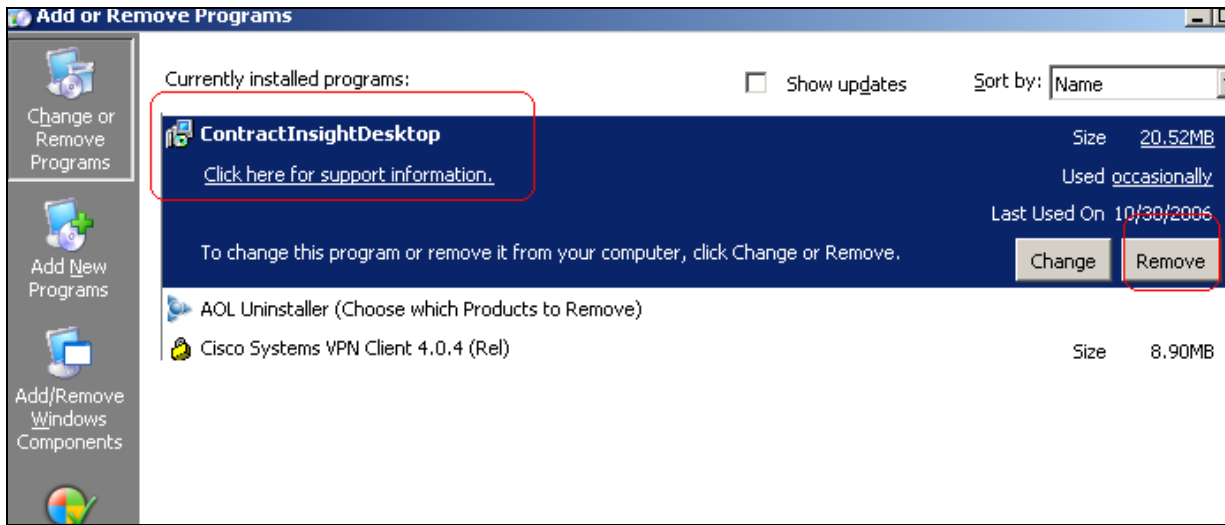 Add or Remove Programs
Change or
Remove
Programs
Add New
Programs
Add/Remove
Windows
Components
Currently installed programs:
Show updates
Sort by: Name
ContractInsightDesktop
Size 20.52MB
Click here for support information.
Used occasionally
Last Used On 10/30/2006
To change this program or remove it from your computer, click Change or Remove.
Change Remove
AOL Uninstaller (Choose which Products to Remove)
Cisco Systems VPN Client 4.0.4 (Rel)
Size 8.90MB